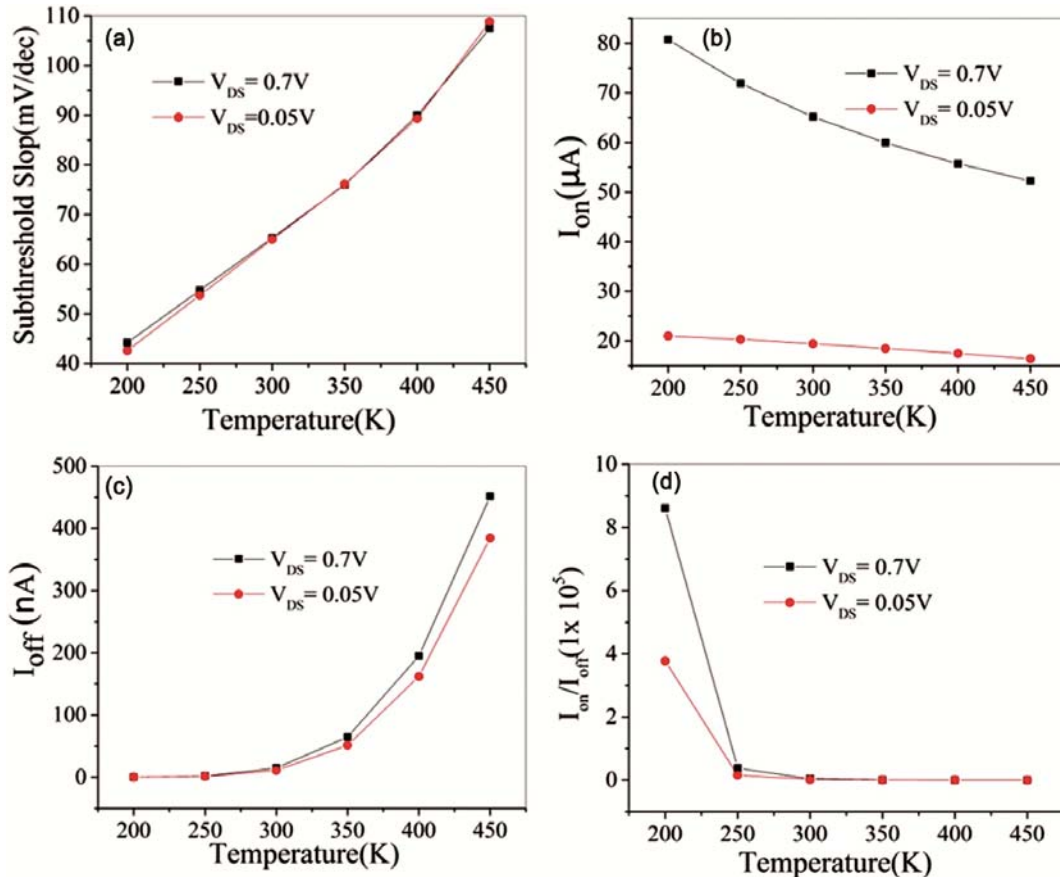 (a)
V_DS= 0.7V
V_DS=0.05V
Subthreshold Slop(mV/dec)
110
100
90
80
70
60
50
40
200 250 300 350 400 450
Temperature(K)
(b)
V_DS= 0.7V
V_DS= 0.05V
I_on(μA)
80
70
60
50
40
30
20
200 250 300 350 400 450
Temperature(K)
(c)
V_DS= 0.7V
V_DS= 0.05V
I_off (nA)
500
400
300
200
100
0
200 250 300 350 400 450
Temperature(K)
(d)
V_DS= 0.7V
V_DS= 0.05V
I_on/I_off(1x 10^5)
10
8
6
4
2
0
200 250 300 350 400 450
Temperature(K)